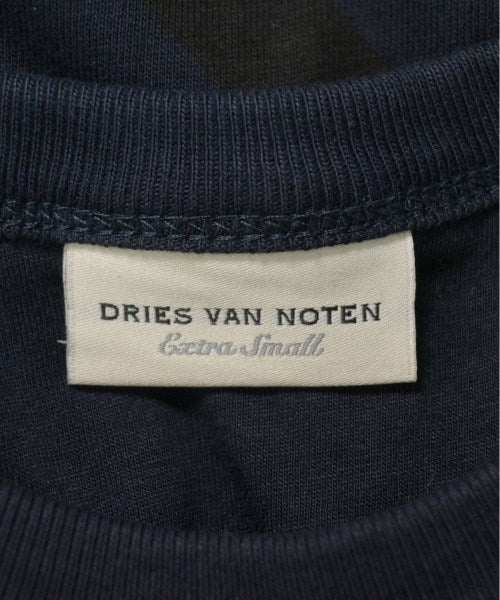 DRIES VAN NOTEN
Extra Small